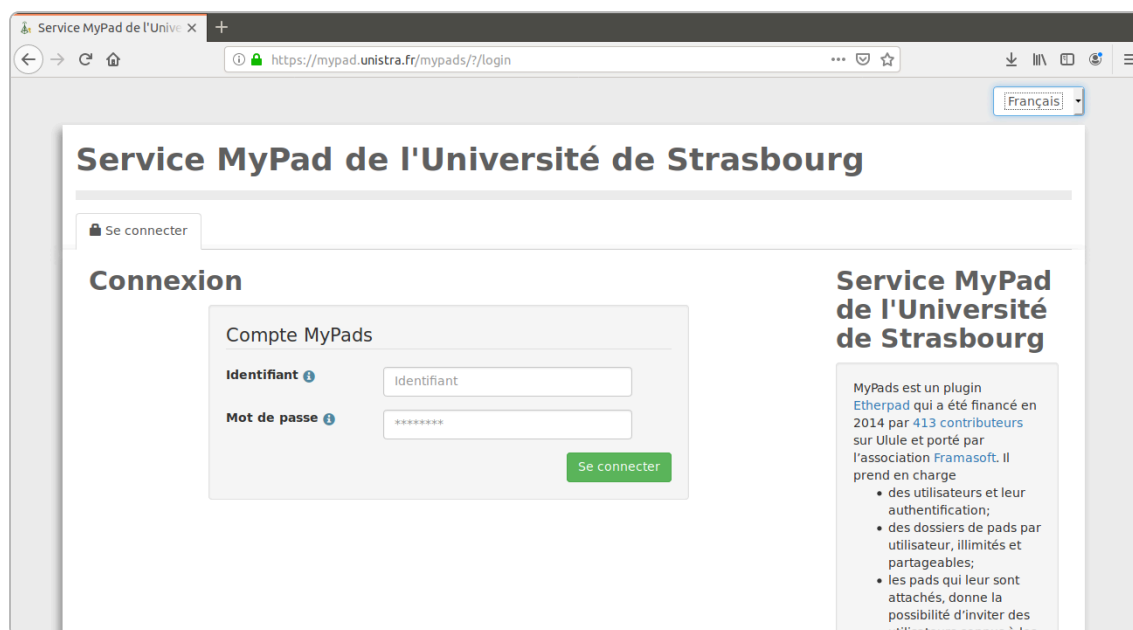 Service MyPad de l'Unive
https://mypad.unistra.fr/mypads/?/login
Français
Service MyPad de l'Université de Strasbourg
Se connecter
Connexion
Compte MyPads
Identifiant
Identifiant
Mot de passe
********
Se connecter
Service MyPad
de l'Université
de Strasbourg
MyPads est un plugin
Etherpad qui a été financé en
2014 par 413 contributeurs
sur Ulule et porté par
l’association Framasoft. Il
prend en charge
• des utilisateurs et leur
authentification;
• des dossiers de pads par
utilisateur, illimités et
partageables;
• les pads qui leur sont
attachés, donne la
possibilité d’inviter des